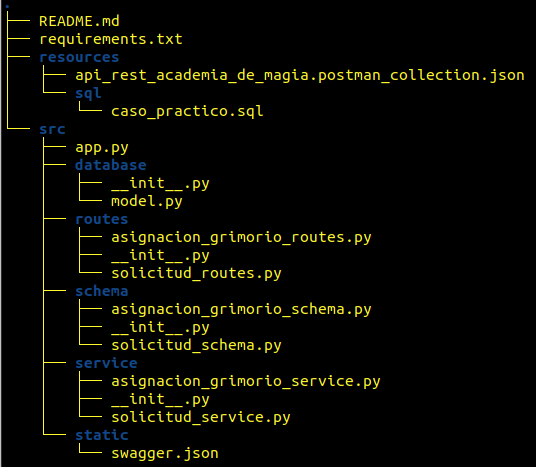 .
├── README.md
├── requirements.txt
├── resources
│   ├── api_rest_academia_de_magia.postman_collection.json
│   └── sql
│       └── caso_practico.sql
└── src
    ├── app.py
    ├── database
    │   ├── __init__.py
    │   └── model.py
    ├── routes
    │   ├── asignacion_grimorio_routes.py
    │   ├── __init__.py
    │   └── solicitud_routes.py
    ├── schema
    │   ├── asignacion_grimorio_schema.py
    │   ├── __init__.py
    │   └── solicitud_schema.py
    ├── service
    │   ├── asignacion_grimorio_service.py
    │   ├── __init__.py
    │   └── solicitud_service.py
    └── static
        └── swagger.json